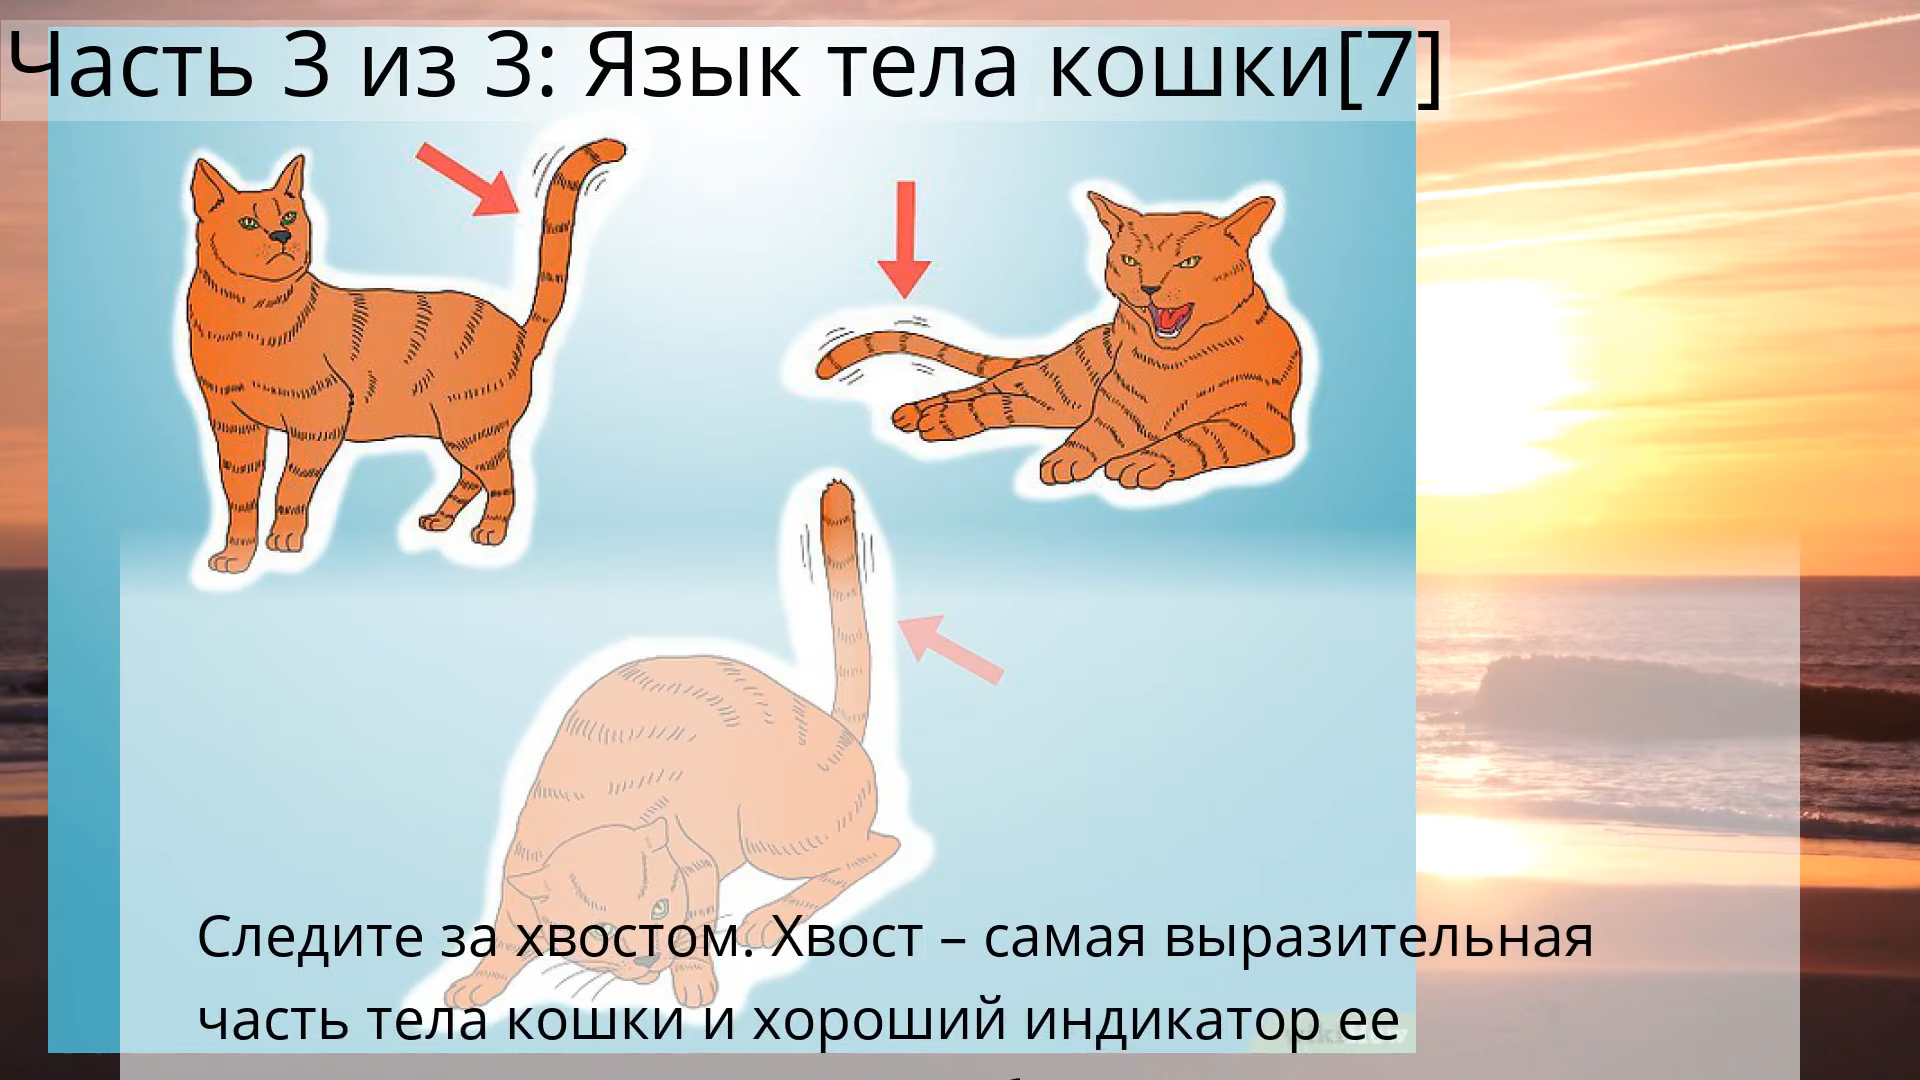 Часть 3 из 3: Язык тела кошки[7]
Следите за хвостом. Хвост – самая выразительная
часть тела кошки и хороший индикатор ее